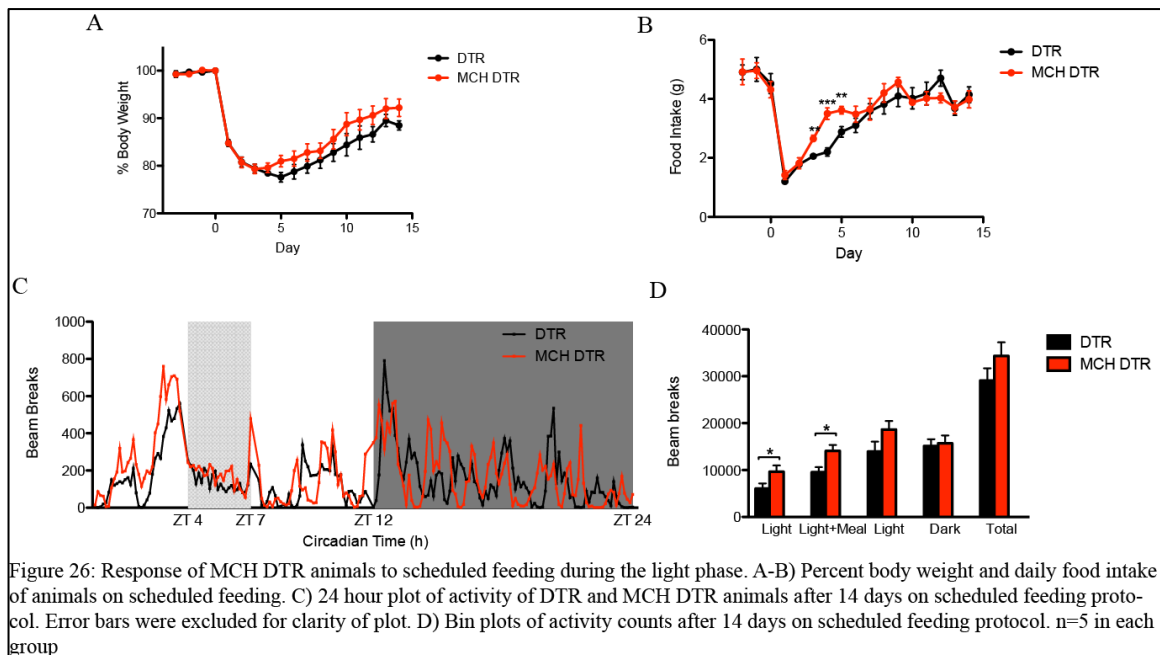 A
DTR
MCH DTR
100
90
80
70
% Body Weight
0
5
10
15
Day
B
DTR
MCH DTR
6
4
2
0
Food Intake (g)
**
***
**
0
5
10
15
Day
C
DTR
MCH DTR
1000
800
600
400
200
0
Beam Breaks
ZT 4
ZT 7
ZT 12
ZT 24
Circadian Time (h)
D
DTR
MCH DTR
40000
30000
20000
10000
0
Beam breaks
*
*
Light
Light+Meal
Light
Dark
Total
Figure 26: Response of MCH DTR animals to scheduled feeding during the light phase. A-B) Percent body weight and daily food intake
of animals on scheduled feeding. C) 24 hour plot of activity of DTR and MCH DTR animals after 14 days on scheduled feeding proto-
col. Error bars were excluded for clarity of plot. D) Bin plots of activity counts after 14 days on scheduled feeding protocol. n=5 in each
group